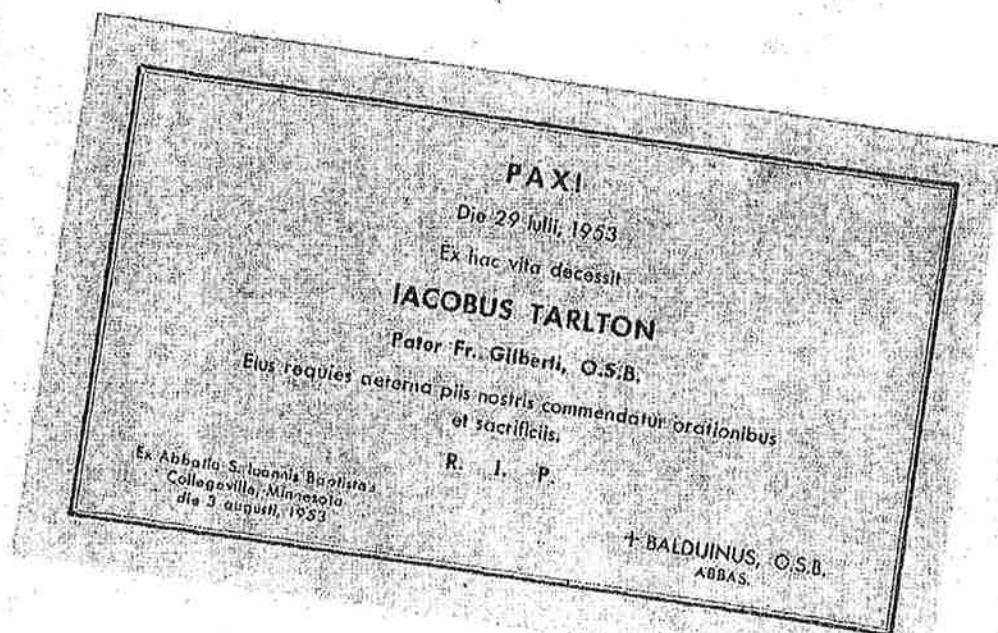 PAX!
Die 29 iulii, 1953
Ex hac vita decessit
IACOBUS TARLTON
Pater Fr. Gilberti, O.S.B.
Eius requies aeterna piis nostris commendatur orationibus
et sacrificiis.
R. I. P.
Ex Abbatia S. Ioannis Baptistae
Collegeville, Minnesota
die 3 augusti, 1953
+ BALDUINUS, O.S.B.
ABBAS.